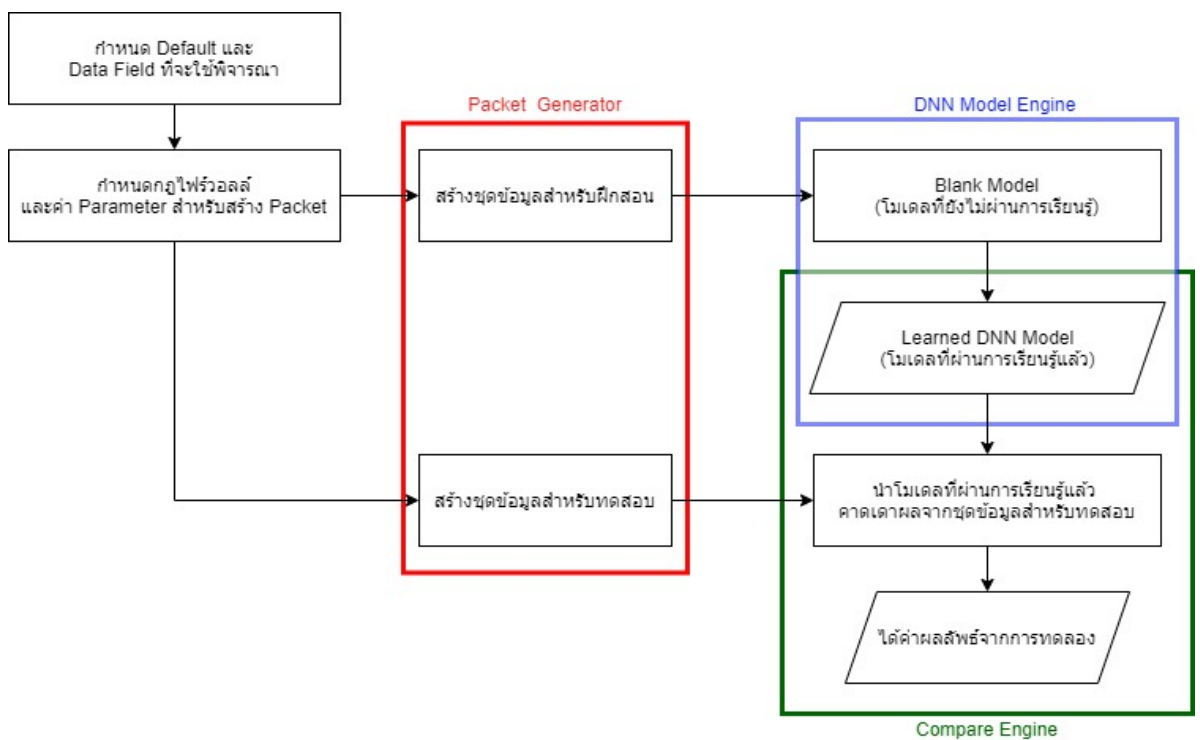 กำหนด Default และ
Data Field ที่จะใช้พิจารณา
Packet Generator
DNN Model Engine
กำหนดกฎไฟร์วอลล์
และค่า Parameter สำหรับสร้าง Packet
สร้างชุดข้อมูลสำหรับฝึกสอน
Blank Model
(โมเดลที่ยังไม่ผ่านการเรียนรู้)
Learned DNN Model
(โมเดลที่ผ่านการเรียนรู้แล้ว)
สร้างชุดข้อมูลสำหรับทดสอบ
นำโมเดลที่ผ่านการเรียนรู้แล้ว
คาดเดาผลจากชุดข้อมูลสำหรับทดสอบ
ได้ค่าผลลัพธ์จากการทดลอง
Compare Engine